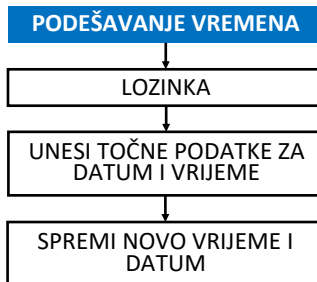 PODEŠAVANJE VREMENA
LOZINKA
UNESI TOČNE PODATKE ZA
DATUM I VRIJEME
SPREMI NOVO VRIJEME I
DATUM